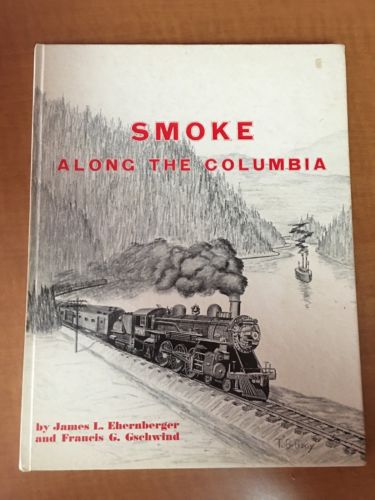 SMOKE
ALONG THE COLUMBIA
by James L. Ehernberger
and Francis G. Gschwind